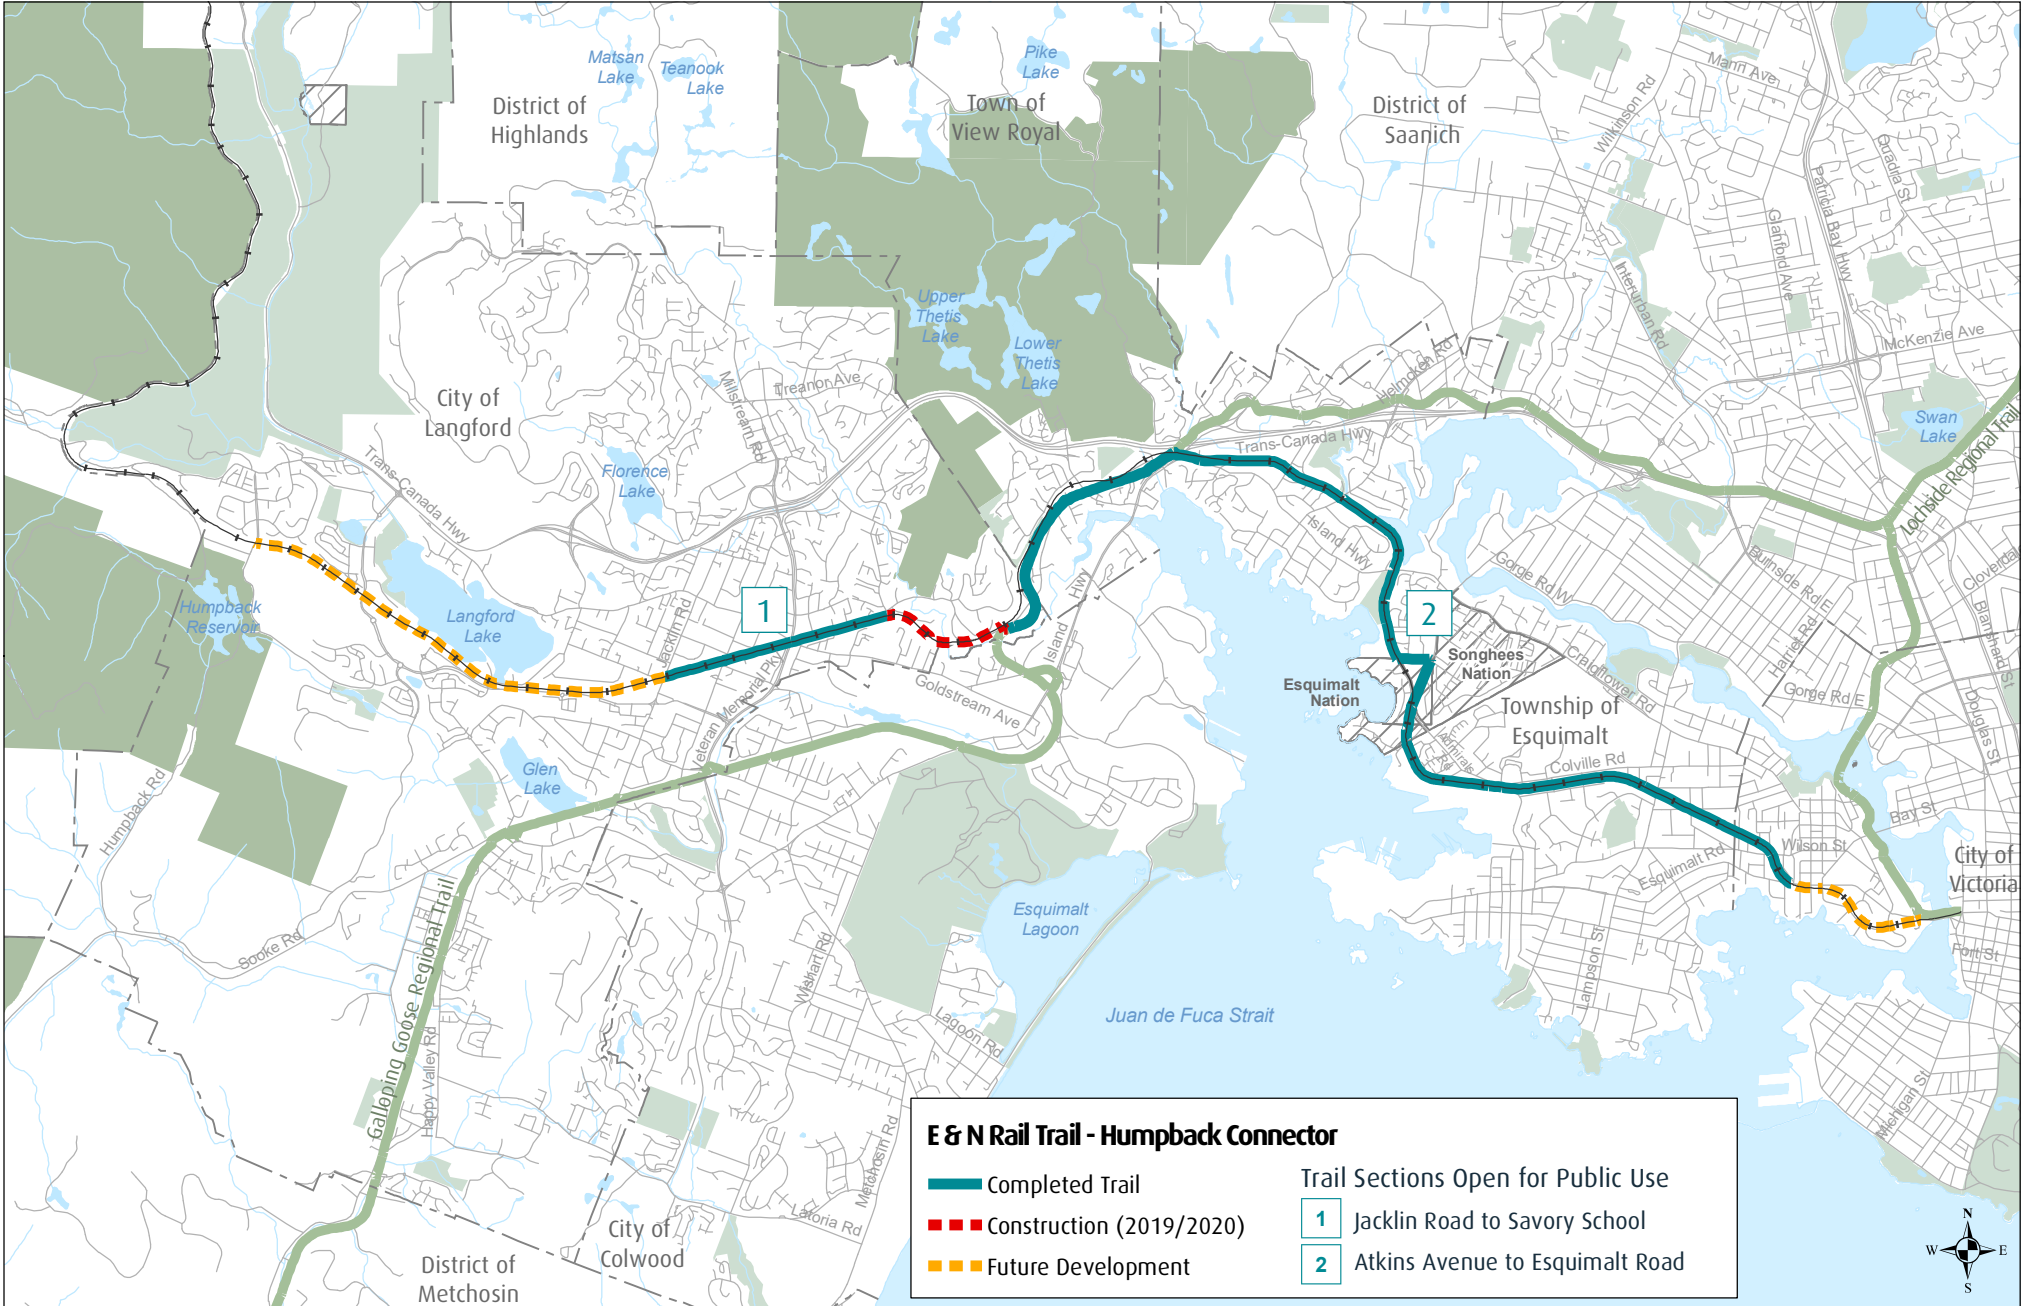 Matsan
Lake
Teanook
Lake
Pike
Lake
District of
Highlands
Town of
View Royal
District of
Saanich
Mann Ave
Wilkinson Rd
Quadra St
Patricia Bay Hwy
Glanford Ave
Interurban Rd
McKenzie Ave
Upper
Thetis
Lake
Lower
Thetis
Lake
Helmcken Rd
Treanor Ave
Millstream Rd
City of
Langford
Trans-Canada Hwy
Trans-Canada Hwy
Swan
Lake
Lochside Regional Trail
Florence
Lake
Island Hwy
Island Hwy
Gorge Rd W
Burnside Rd E
Cloverdal
Humpback
Reservoir
Langford
Lake
Jacklin Rd
1
2
Harriet Rd
Blanshard St
Songhees
Nation
Craigflower Rd
Esquimalt
Nation
Gorge Rd E
Douglas St
Goldstream Ave
Veteran Memorial Pky
Township of
Esquimalt
Admirals
Rd
Colville Rd
Glen
Lake
Humpback Rd
Bay St
Wilson St
City of
Victoria
Esquimalt Rd
Esquimalt
Lagoon
Sooke Rd
Fort St
Galloping Goose Regional Trail
Wishart Rd
Lampson St
Happy Valley Rd
Lagoon Rd
Juan de Fuca Strait
Michigan St
Metchosin Rd
Latoria Rd
City of
Colwood
District of
Metchosin
E & N Rail Trail - Humpback Connector
Completed Trail
Construction (2019/2020)
Future Development
Trail Sections Open for Public Use
1 Jacklin Road to Savory School
2 Atkins Avenue to Esquimalt Road
N
W E
S